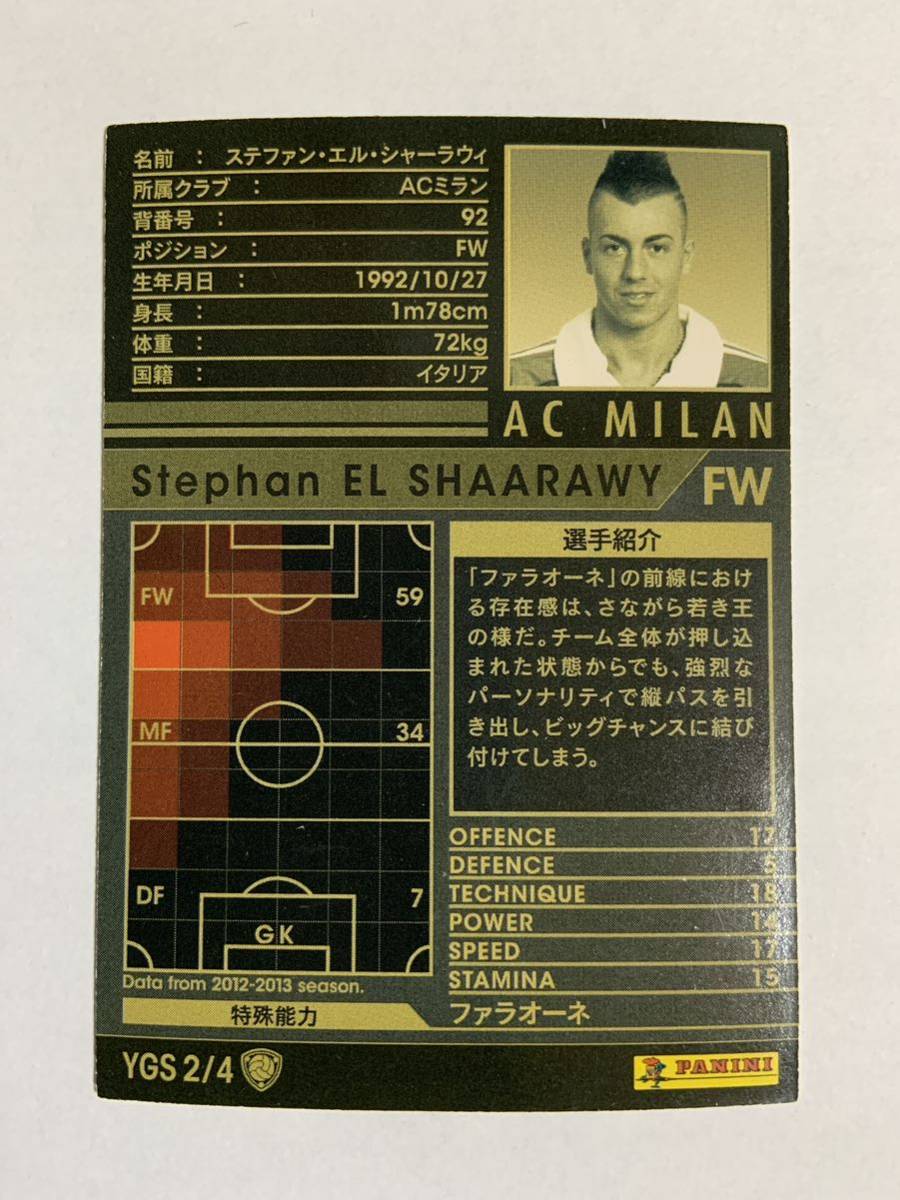 名前 : ステファン・エル・シャーラウィ
所属クラブ : ACミラン
背番号 : 92
ポジション : FW
生年月日 : 1992/10/27
身長 : 1m78cm
体重 : 72kg
国籍 : イタリア
AC MILAN
Stephan EL SHAARAWY FW
FW 59
MF 34
DF 7
GK
Data from 2012-2013 season.
選手紹介
「ファラオーネ」の前線におけ
る存在感は、さながら若き王
の様だ。チーム全体が押し込
まれた状態からでも、強烈な
パーソナリティで縦パスを引
き出し、ビッグチャンスに結び
付けてしまう。
OFFENCE 17
DEFENCE 5
TECHNIQUE 18
POWER 14
SPEED 17
STAMINA 15
特殊能力 ファラオーネ
YGS 2/4
PANINI